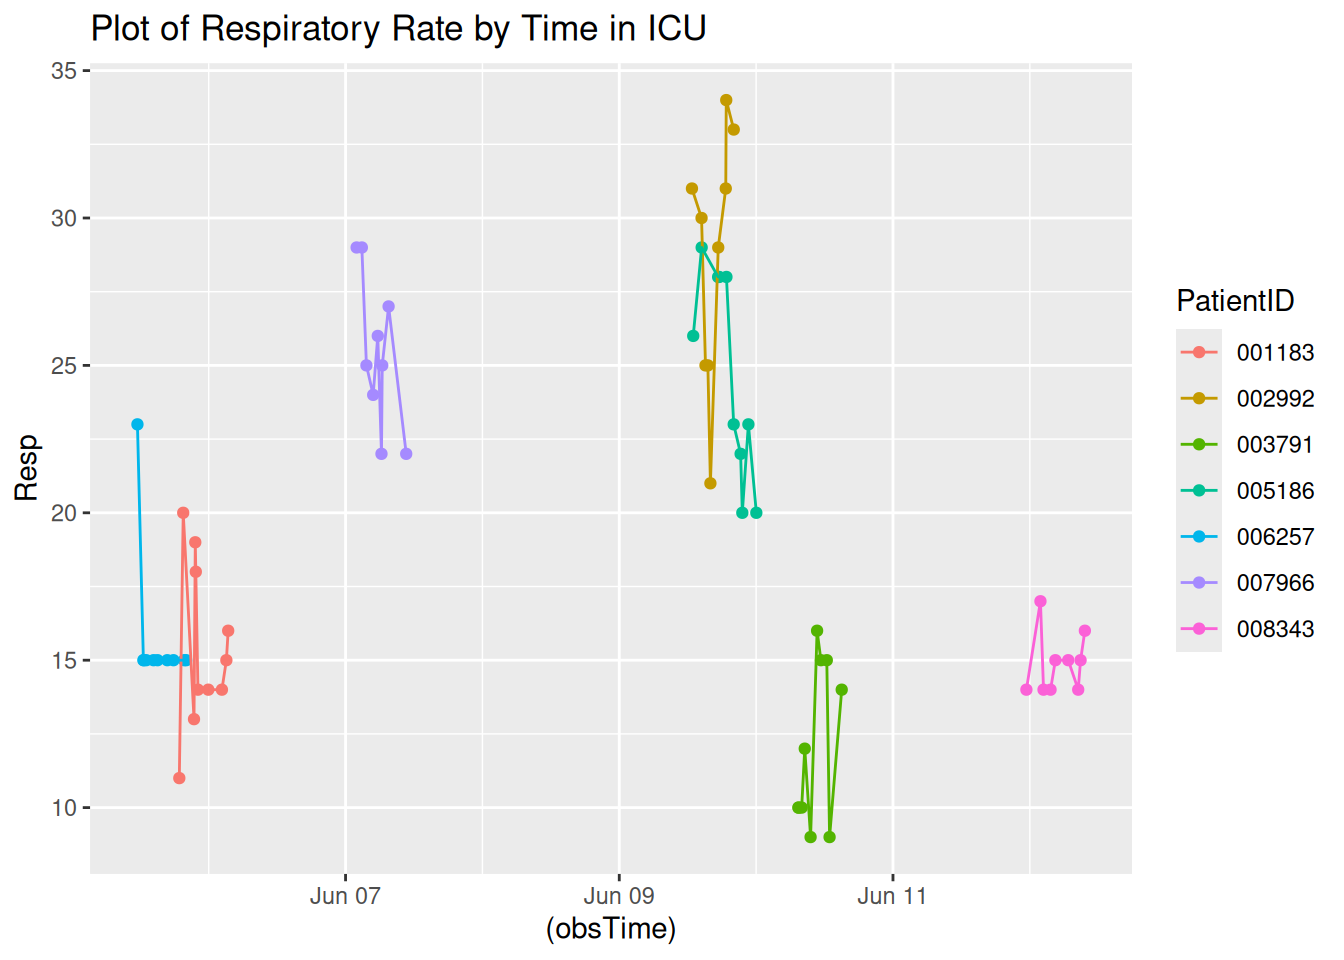 Plot of Respiratory Rate by Time in ICU
35
30
25
20
15
10
Resp
Jun 07 Jun 09 Jun 11
(obsTime)
PatientID
001183
002992
003791
005186
006257
007966
008343